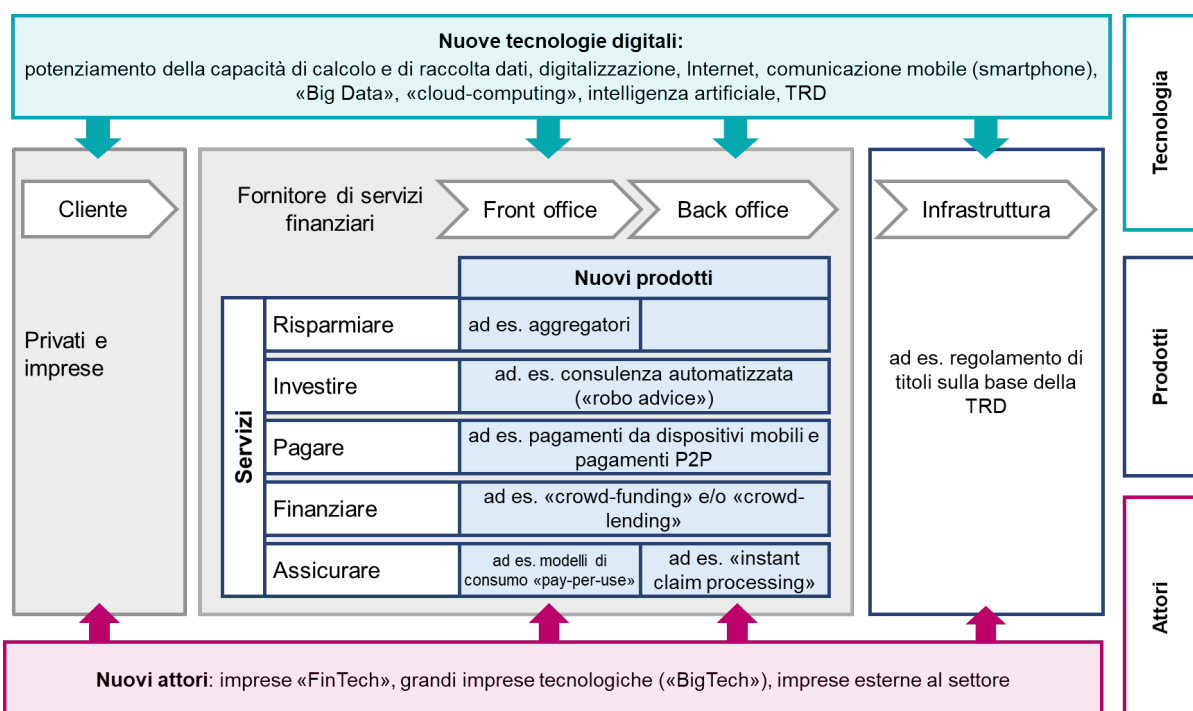 Nuove tecnologie digitali:
potenziamento della capacità di calcolo e di raccolta dati, digitalizzazione, Internet, comunicazione mobile (smartphone),
«Big Data», «cloud-computing», intelligenza artificiale, TRD
Tecnologia
Cliente
Fornitore di servizi
finanziari
Front office
Back office
Infrastruttura
Nuovi prodotti
Servizi
Risparmiare
ad es. aggregatori
Privati e
imprese
Investire
ad. es. consulenza automatizzata
(«robo advice»)
Pagare
ad es. pagamenti da dispositivi mobili e
pagamenti P2P
Finanziare
ad es. «crowd-funding» e/o «crowd-
lending»
Assicurare
ad es. modelli di
consumo «pay-per-use»
ad es. «instant
claim processing»
ad es. regolamento di
titoli sulla base della
TRD
Prodotti
Attori
Nuovi attori: imprese «FinTech», grandi imprese tecnologiche («BigTech»), imprese esterne al settore